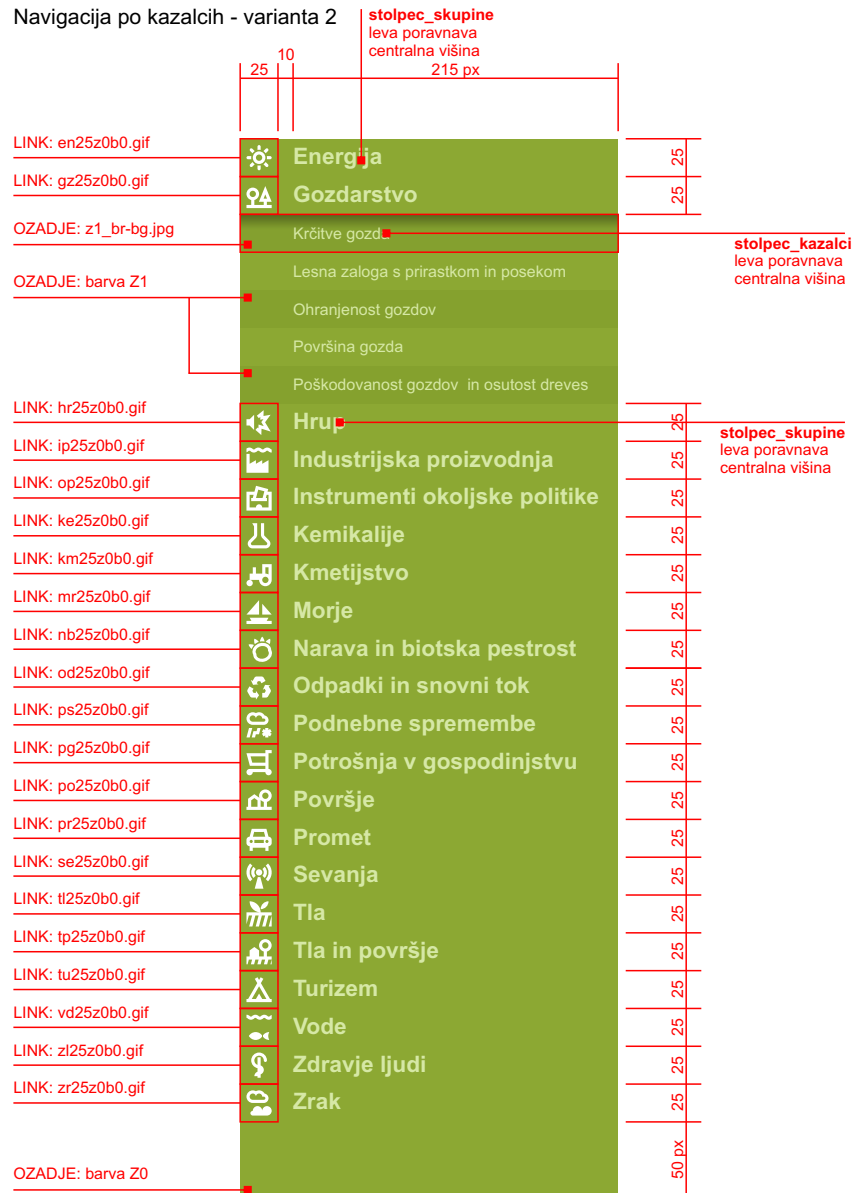 Navigacija po kazalcih - varianta 2
stolpec_skupine
leva poravnava
centralna višina
10
25
215 px
LINK: en25z0b0.gif
Energija
25
LINK: gz25z0b0.gif
Gozdarstvo
25
OZADJE: z1_br-bg.jpg
Krčitve gozda
stolpec_kazalci
leva poravnava
centralna višina
Lesna zaloga s prirastkom in posekom
OZADJE: barva Z1
Ohranjenost gozdov
Površina gozda
Poškodovanost gozdov in osutost dreves
LINK: hr25z0b0.gif
Hrup
25
stolpec_skupine
leva poravnava
centralna višina
LINK: ip25z0b0.gif
Industrijska proizvodnja
25
LINK: op25z0b0.gif
Instrumenti okoljske politike
25
LINK: ke25z0b0.gif
Kemikalije
25
LINK: km25z0b0.gif
Kmetijstvo
25
LINK: mr25z0b0.gif
Morje
25
LINK: nb25z0b0.gif
Narava in biotska pestrost
25
LINK: od25z0b0.gif
Odpadki in snovni tok
25
LINK: ps25z0b0.gif
Podnebne spremembe
25
LINK: pg25z0b0.gif
Potrošnja v gospodinjstvu
25
LINK: po25z0b0.gif
Površje
25
LINK: pr25z0b0.gif
Promet
25
LINK: se25z0b0.gif
Sevanja
25
LINK: tl25z0b0.gif
Tla
25
LINK: tp25z0b0.gif
Tla in površje
25
LINK: tu25z0b0.gif
Turizem
25
LINK: vd25z0b0.gif
Vode
25
LINK: zl25z0b0.gif
Zdravje ljudi
25
LINK: zr25z0b0.gif
Zrak
25
50 px
OZADJE: barva Z0